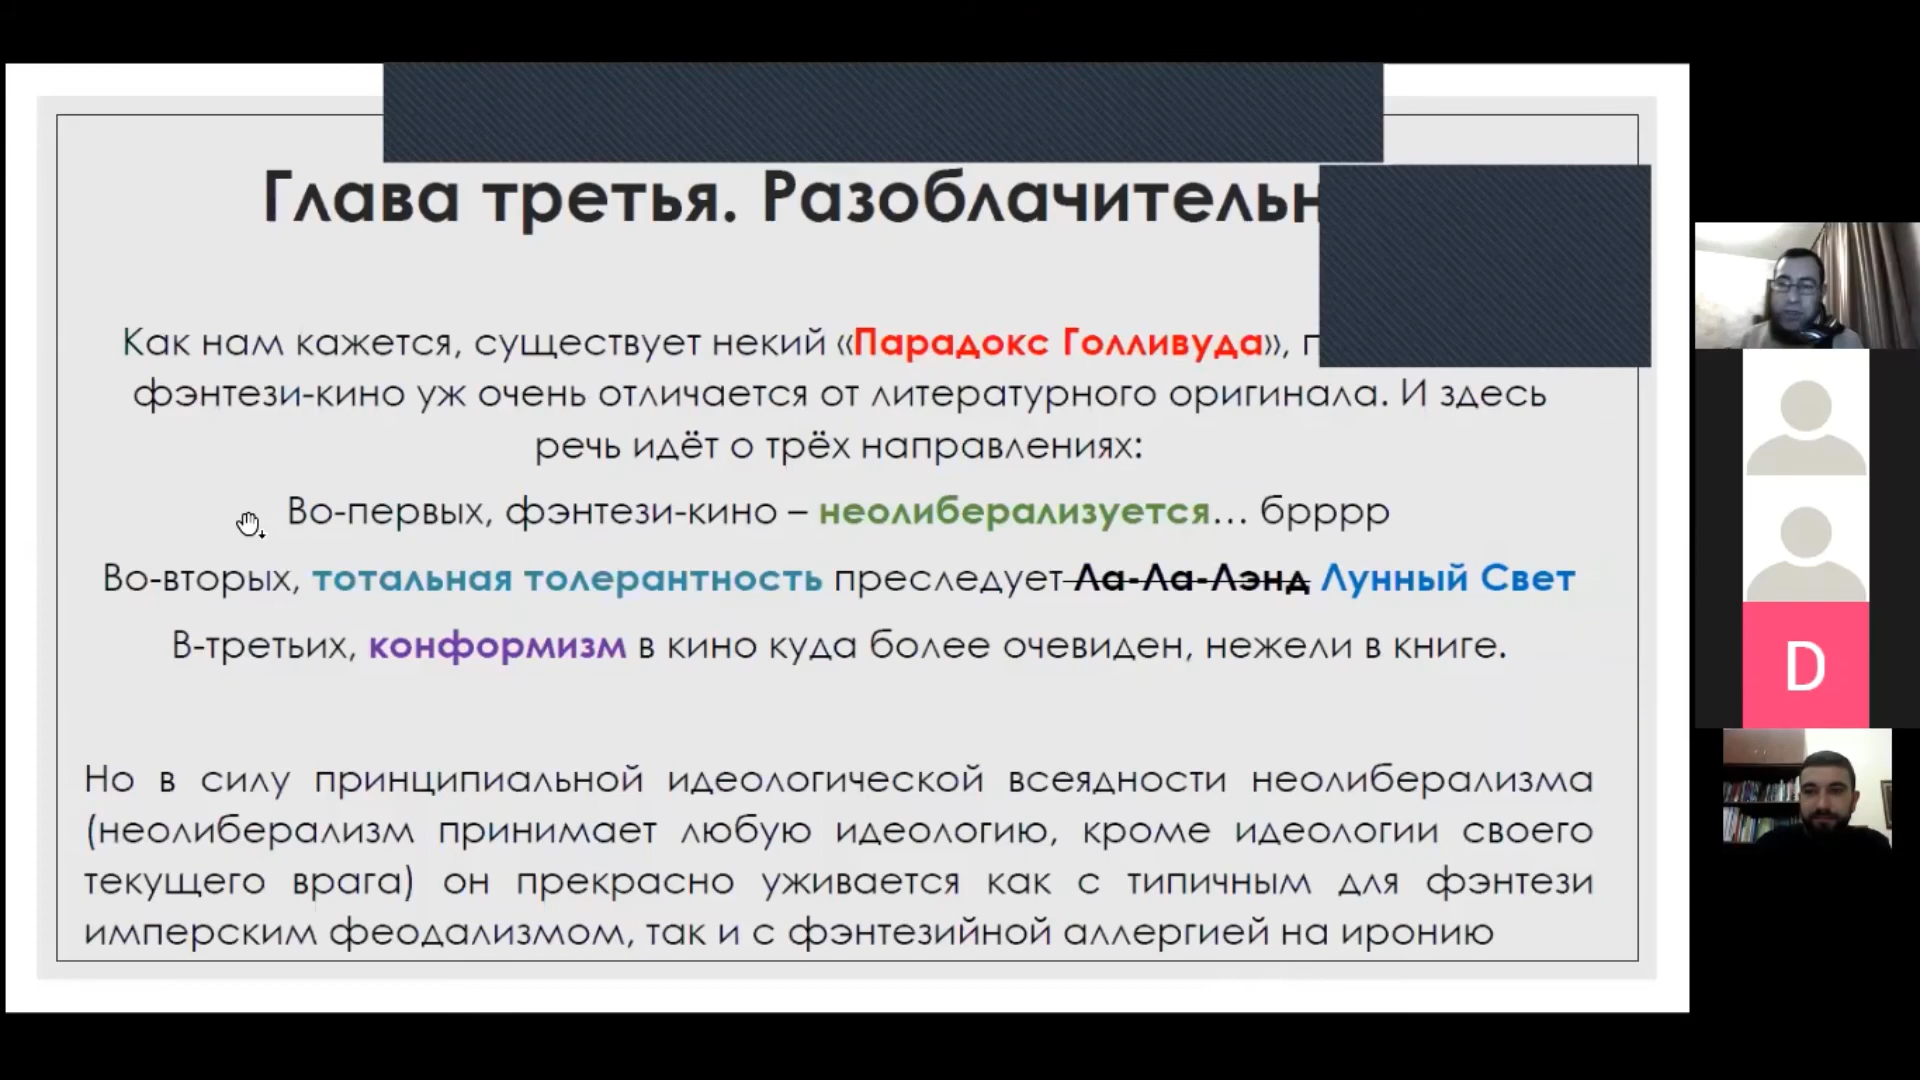 Глава третья. Разоблачительн
Как нам кажется, существует некий «Парадокс Голливуда», п
фэнтези-кино уж очень отличается от литературного оригинала. И здесь
речь идёт о трёх направлениях:
Во-первых, фэнтези-кино – неолиберализуется... брррр
Во-вторых, тотальная толерантность преследует Ла-Ла-Лэнд Лунный Свет
В-третьих, конформизм в кино куда более очевиден, нежели в книге.
Но в силу принципиальной идеологической всеядности неолиберализма
(неолиберализм принимает любую идеологию, кроме идеологии своего
текущего врага) он прекрасно уживается как с типичным для фэнтези
имперским феодализмом, так и с фэнтезийной аллергией на иронию
D